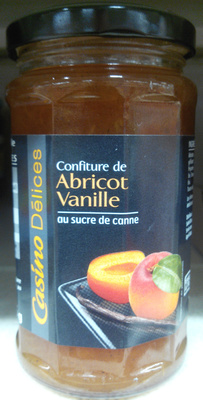 Casino Délices
Confiture de
Abricot
Vanille
au sucre de canne